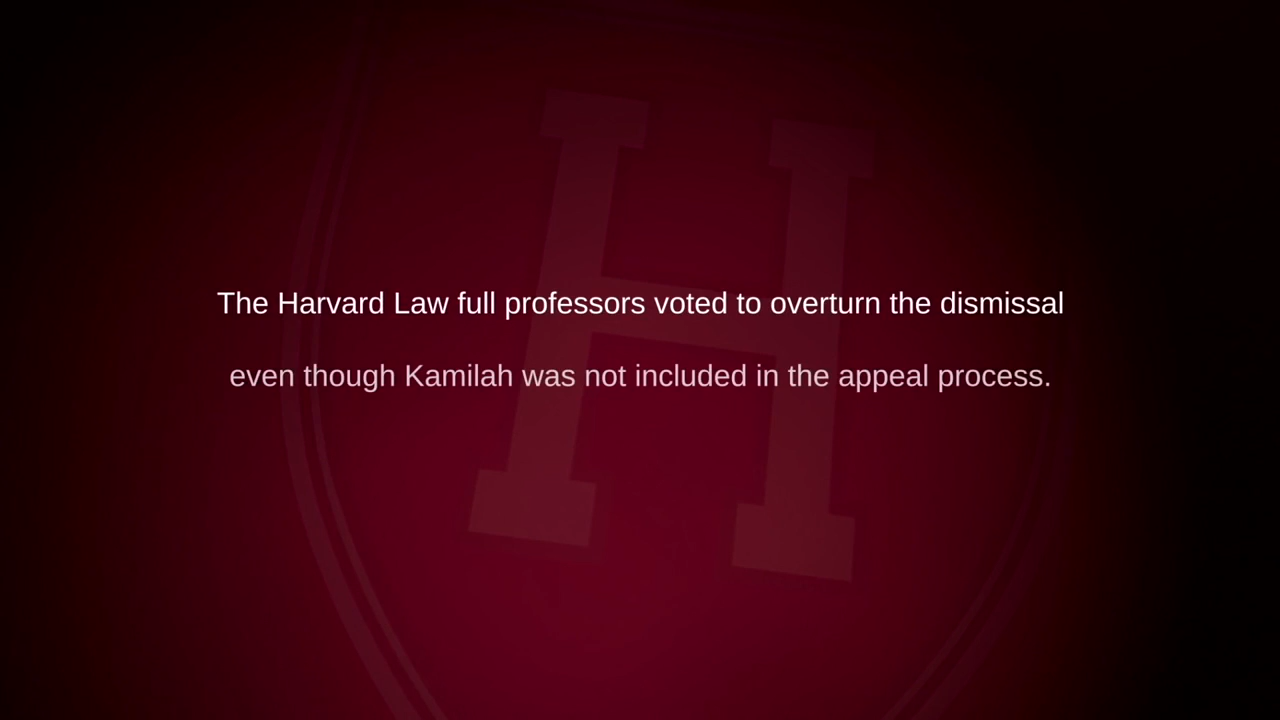 The Harvard Law full professors voted to overturn the dismissal
even though Kamilah was not included in the appeal process.
H